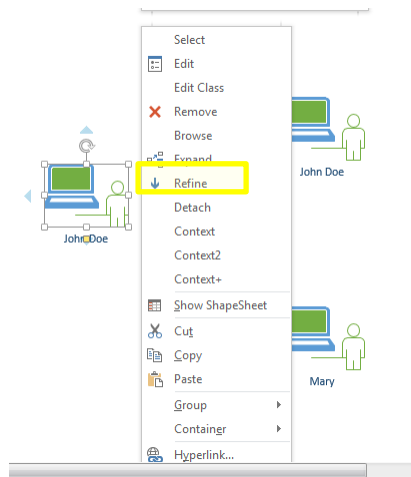 Select
Edit
Edit Class
Remove
Browse
Expand
Refine
Detach
Context
Context2
Context+
Show ShapeSheet
Cut
Copy
Paste
Group
Container
Hyperlink...
John Doe
John Doe
Mary